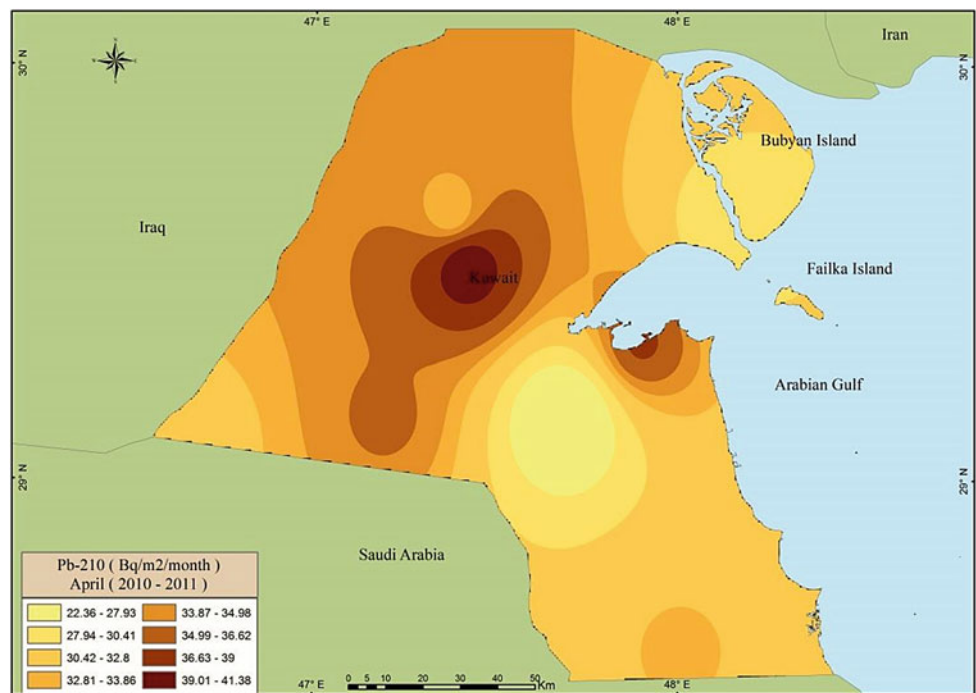 47° E
48° E
30° N
30° N
Iran
Bubyan Island
Iraq
Failka Island
Kuwait
Arabian Gulf
29° N
29° N
Saudi Arabia
Pb-210 ( Bq/m2/month )
April ( 2010 - 2011 )
22.36 - 27.93
33.87 - 34.98
27.94 - 30.41
34.99 - 36.62
30.42 - 32.8
36.63 - 39
32.81 - 33.86
39.01 - 41.38
47° E
48° E
0 5 10 20 30 40 50 Km